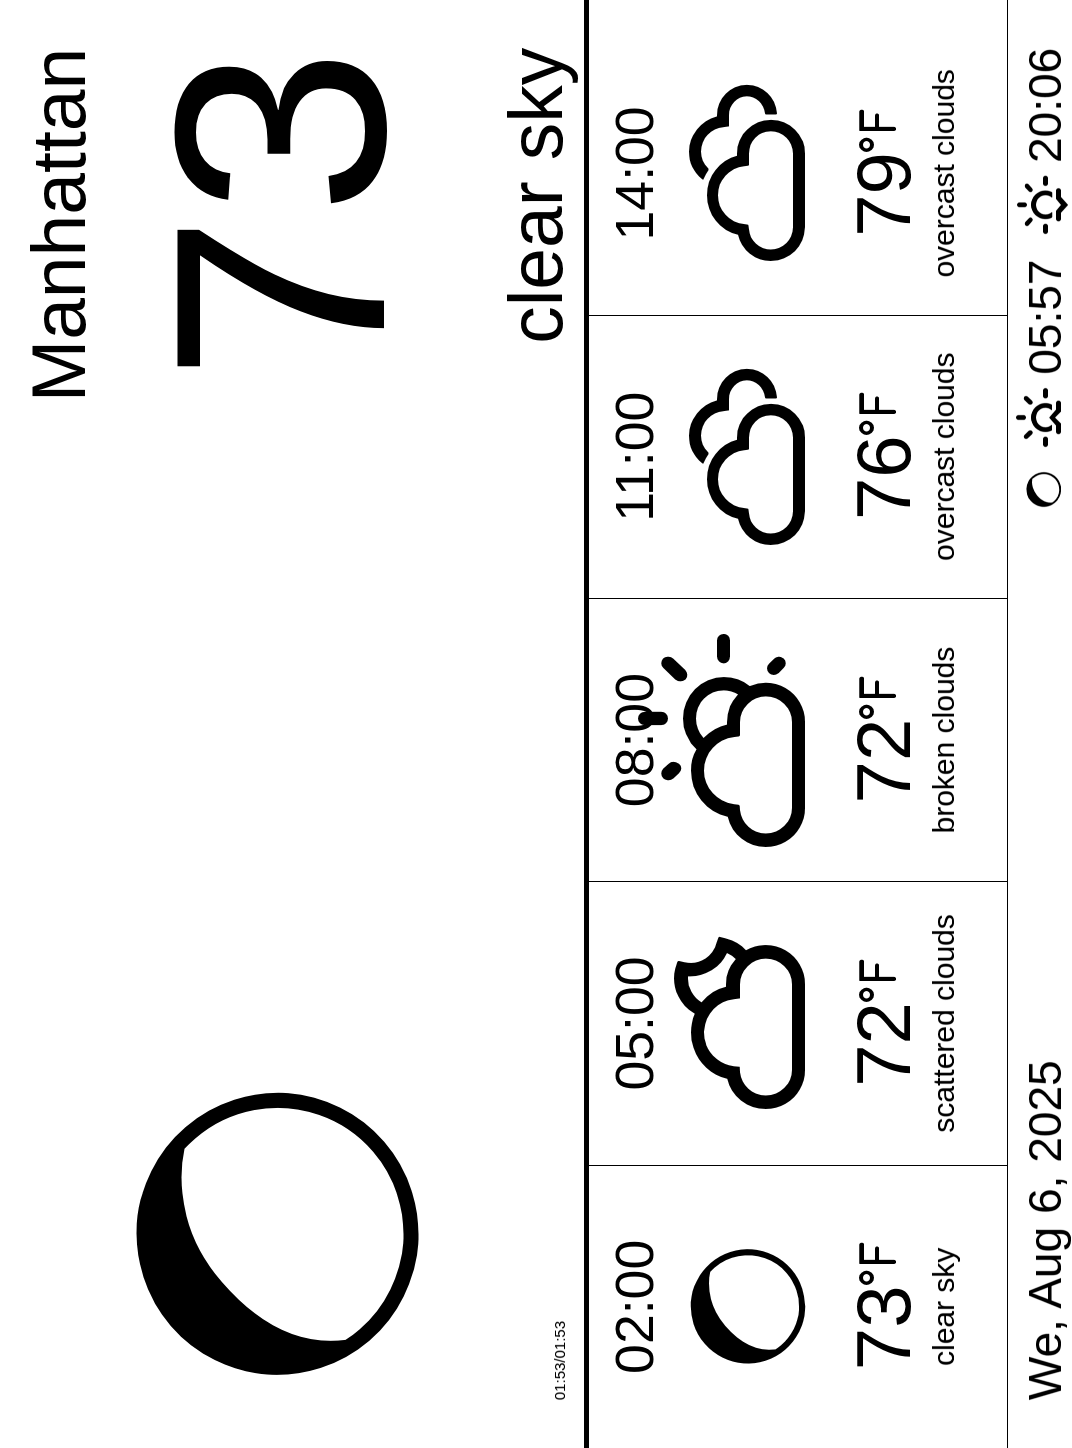 Manhattan
73
clear sky
01:53/01:53
02:00
73°F
clear sky
05:00
72°F
scattered clouds
08:00
72°F
broken clouds
11:00
76°F
overcast clouds
14:00
79°F
overcast clouds
We, Aug 6, 2025
05:57 20:06